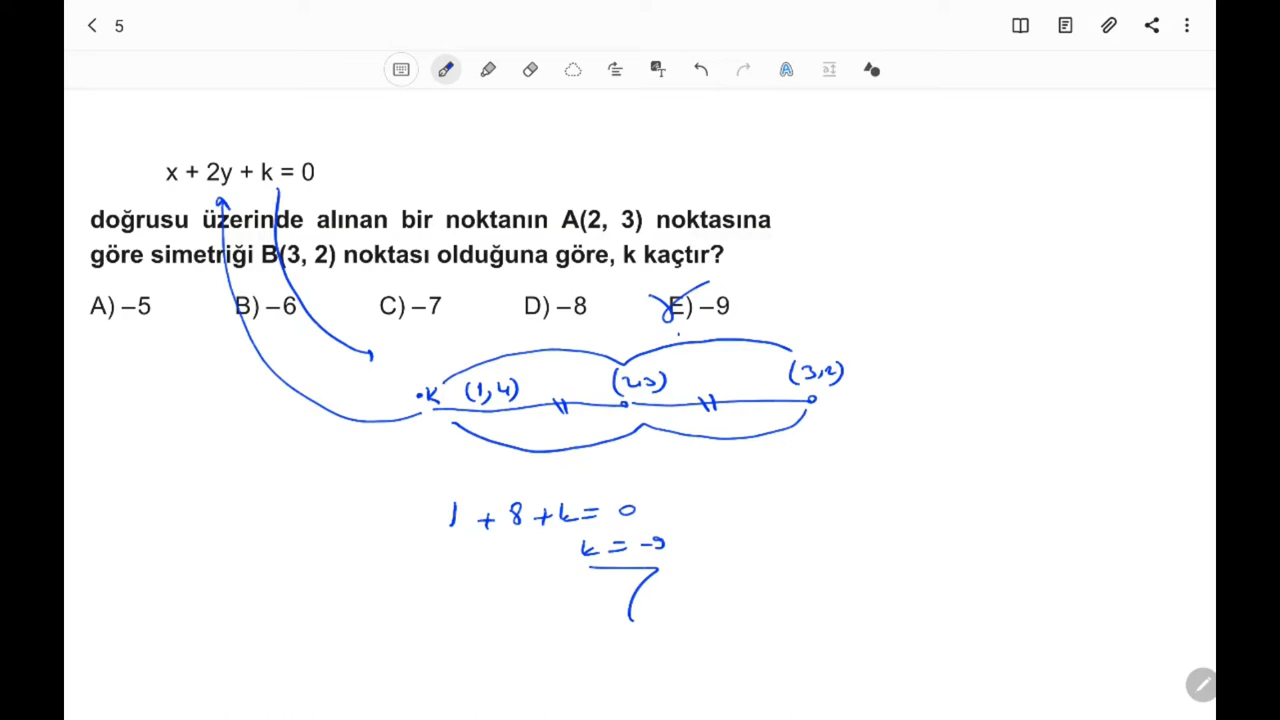 5
x + 2y + k = 0
doğrusu üzerinde alınan bir noktanın A(2, 3) noktasına
göre simetriği B(3, 2) noktası olduğuna göre, k kaçtır?
A) –5 B) –6 C) –7 D) –8 E) –9
K (1,4) (2,3) (3,2)
1 + 8 + k = 0
k = -9